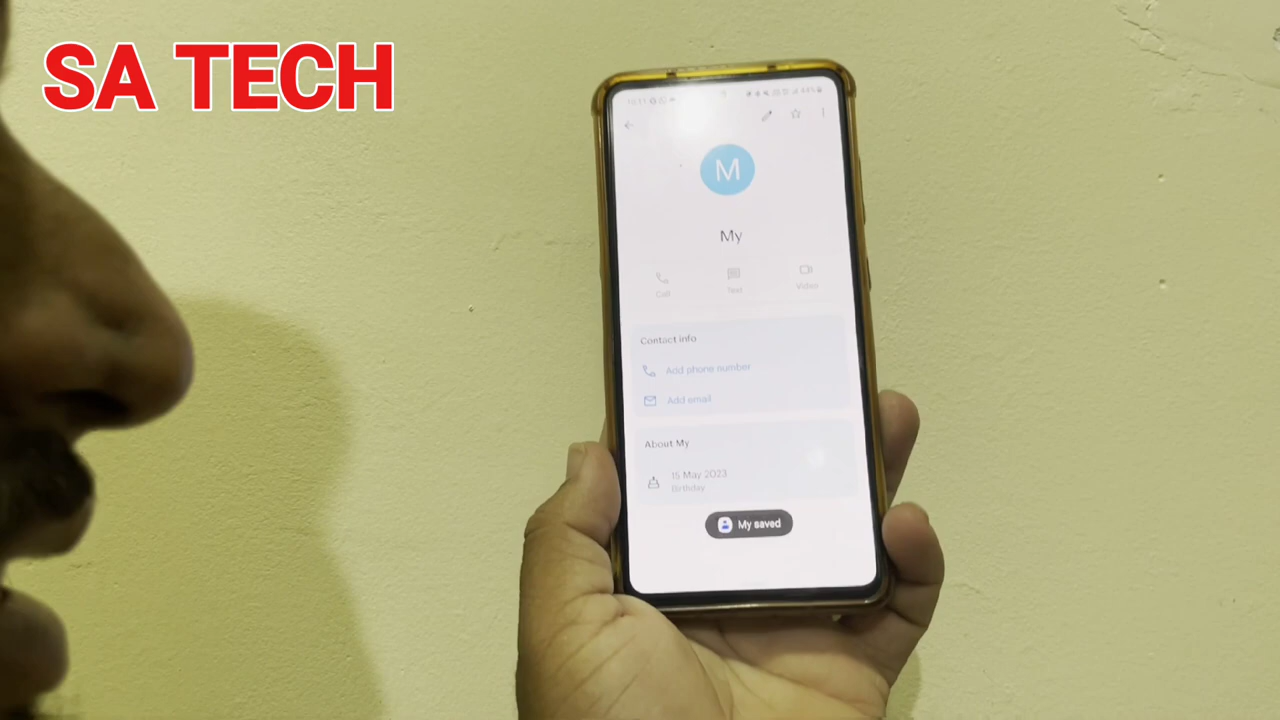 SA TECH
M
My
Call
Text
Video
Contact info
Add phone number
Add email
About My
15 May 2023
Birthday
My saved